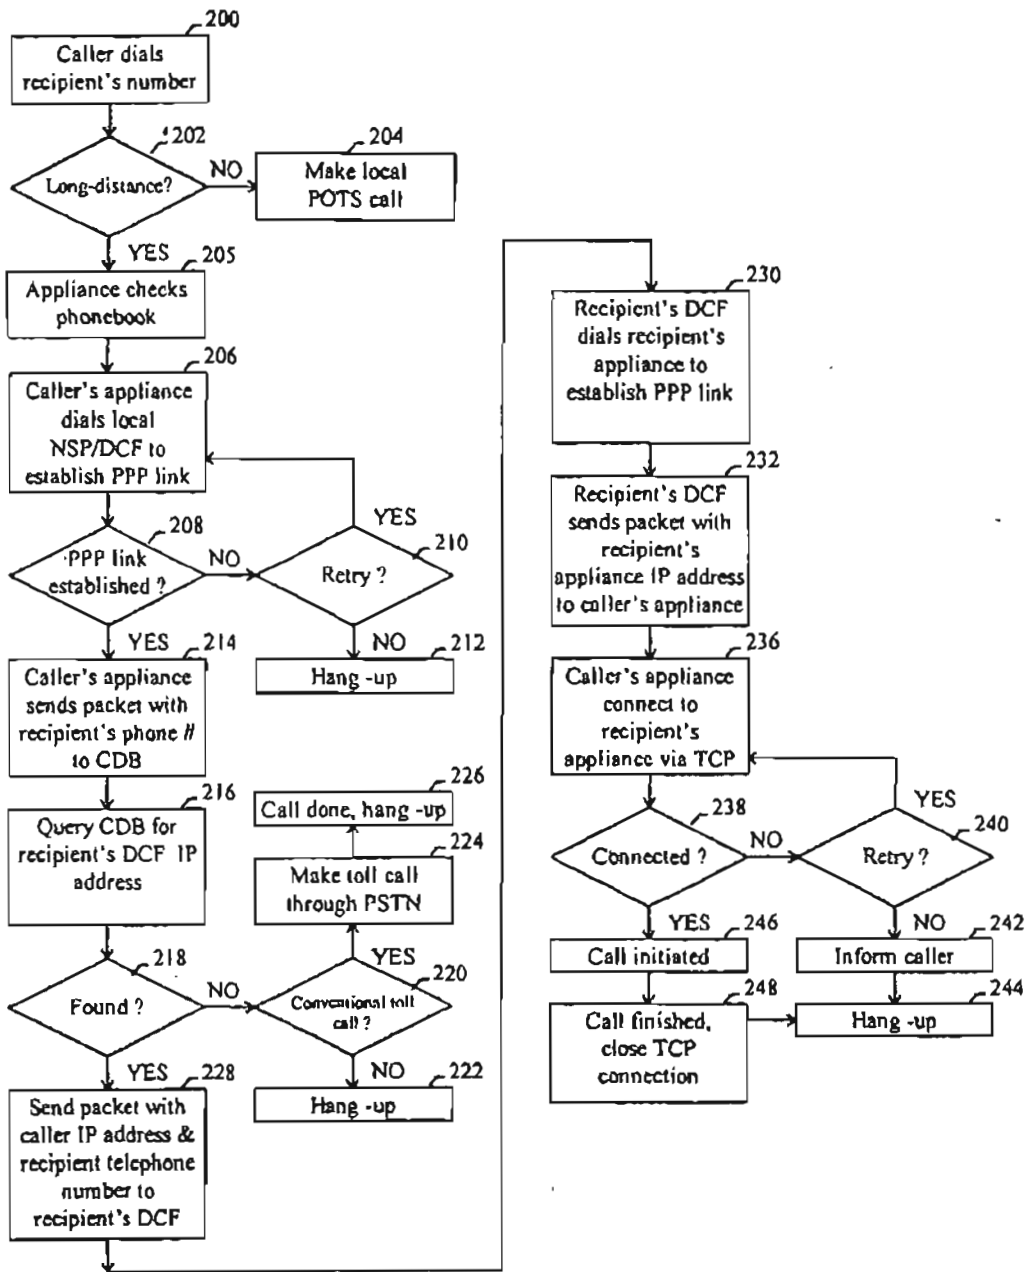 200
Caller dials
recipient's number
202
Long-distance?
NO
204
Make local
POTS call
YES
205
Appliance checks
phonebook
206
Caller's appliance
dials local
NSP/DCF to
establish PPP link
208
PPP link
established ?
NO
YES
210
Retry ?
NO
212
Hang -up
YES
214
Caller's appliance
sends packet with
recipient's phone #
to CDB
216
Query CDB for
recipient's DCF IP
address
218
Found ?
NO
220
Conventional toll
call ?
YES
224
Make toll call
through PSTN
226
Call done, hang -up
NO
222
Hang -up
YES
228
Send packet with
caller IP address &
recipient telephone
number to
recipient's DCF
230
Recipient's DCF
dials recipient's
appliance to
establish PPP link
232
Recipient's DCF
sends packet with
recipient's
appliance IP address
to caller's appliance
236
Caller's appliance
connect to
recipient's
appliance via TCP
238
Connected ?
NO
YES
240
Retry ?
NO
242
Inform caller
244
Hang -up
YES
246
Call initiated
248
Call finished,
close TCP
connection